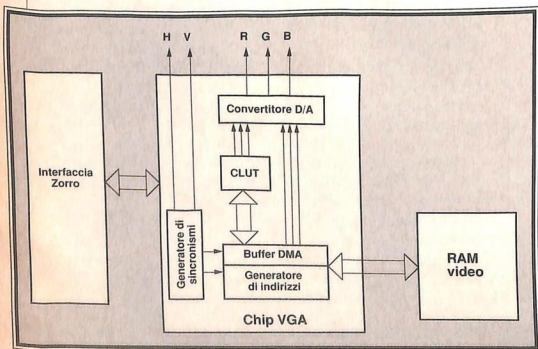 H V R G B
Convertitore D/A
Interfaccia
Zorro
CLUT
Generatore di
sincronismi
Buffer DMA
Generatore
di indirizzi
RAM
video
Chip VGA